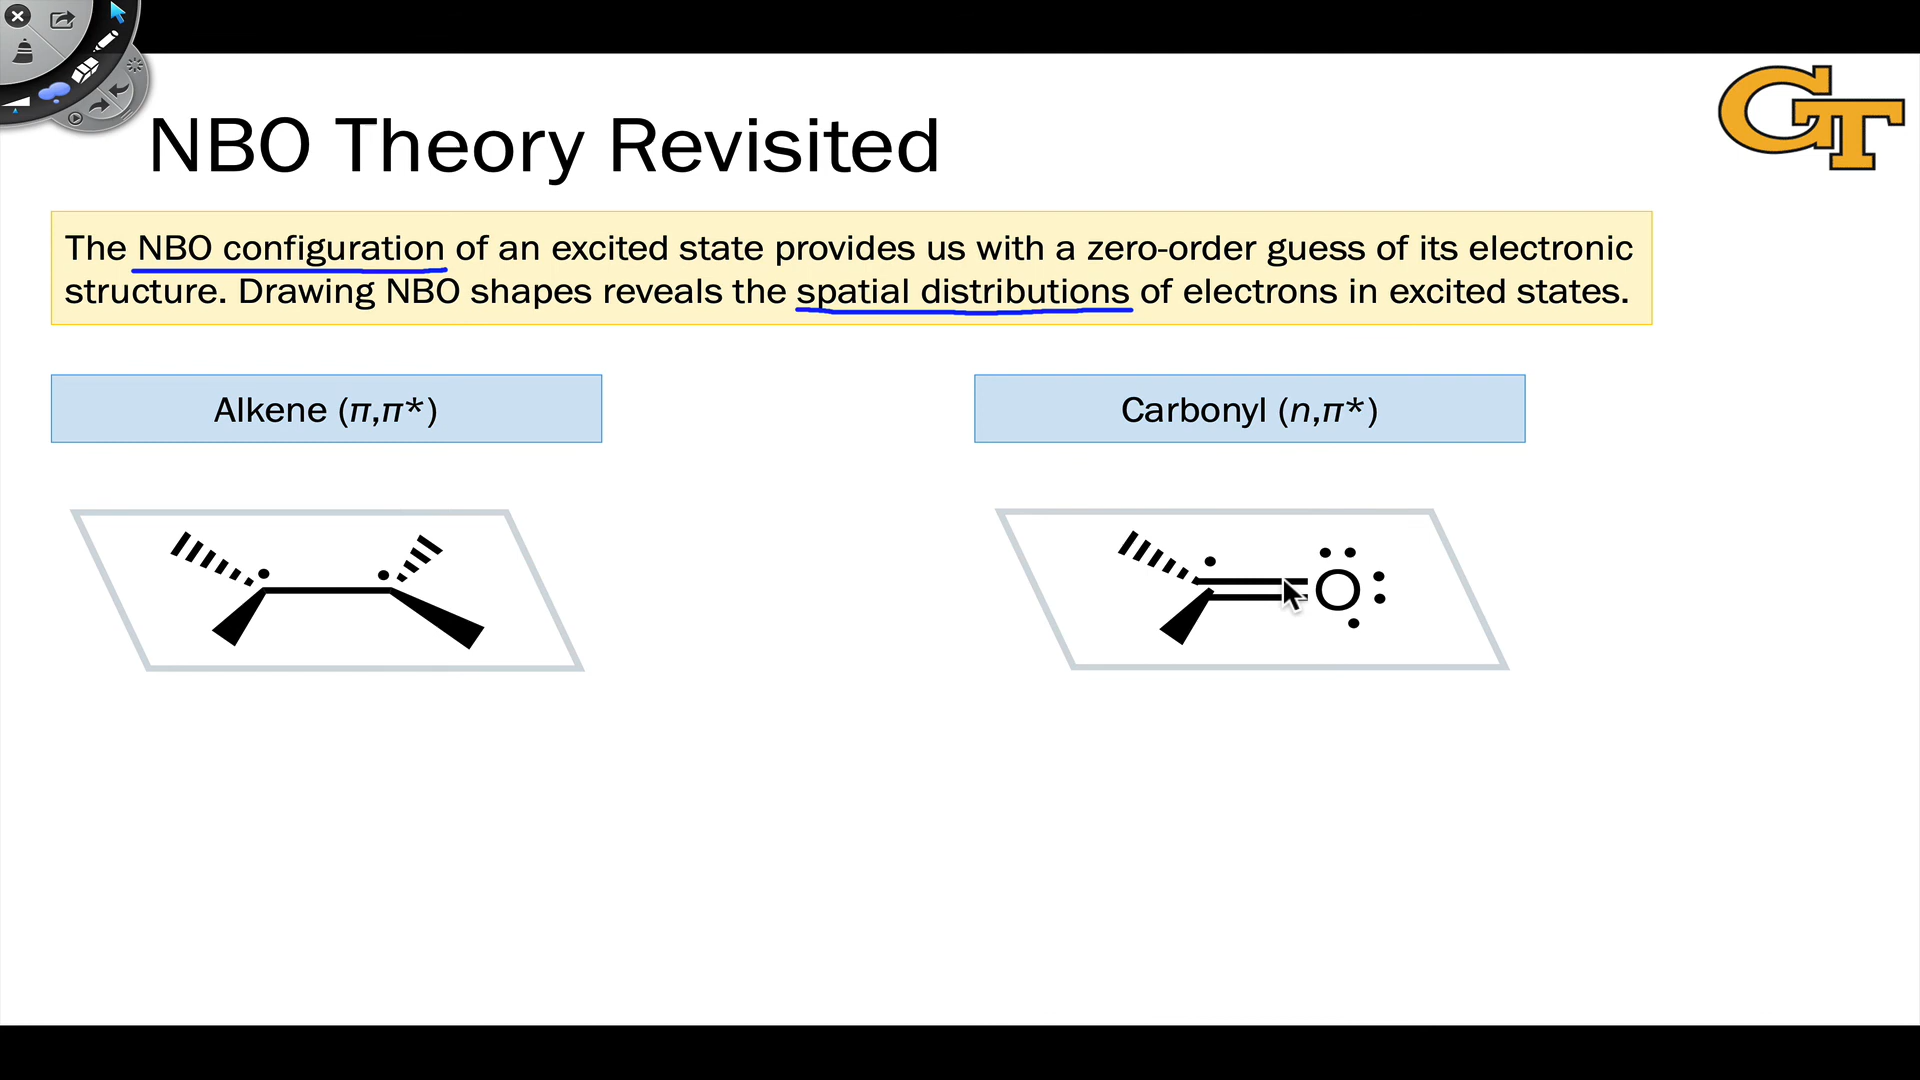 GT
NBO Theory Revisited
The NBO configuration of an excited state provides us with a zero-order guess of its electronic
structure. Drawing NBO shapes reveals the spatial distributions of electrons in excited states.
Alkene (π,π*)
Carbonyl (n,π*)
O